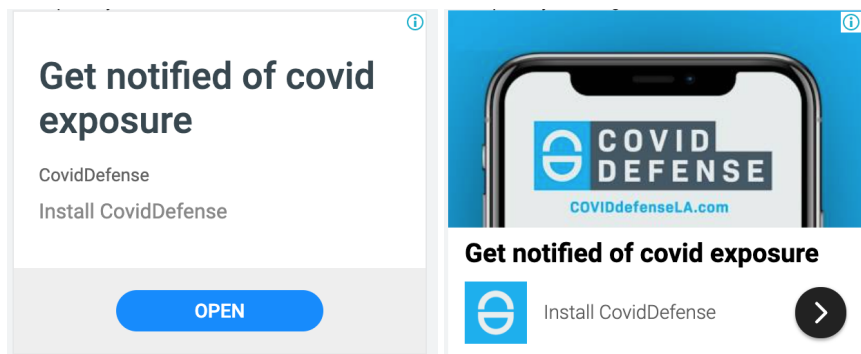 Get notified of covid
exposure
CovidDefense
Install CovidDefense
OPEN
COVID
DEFENSE
COVIDdefenseLA.com
Get notified of covid exposure
Install CovidDefense